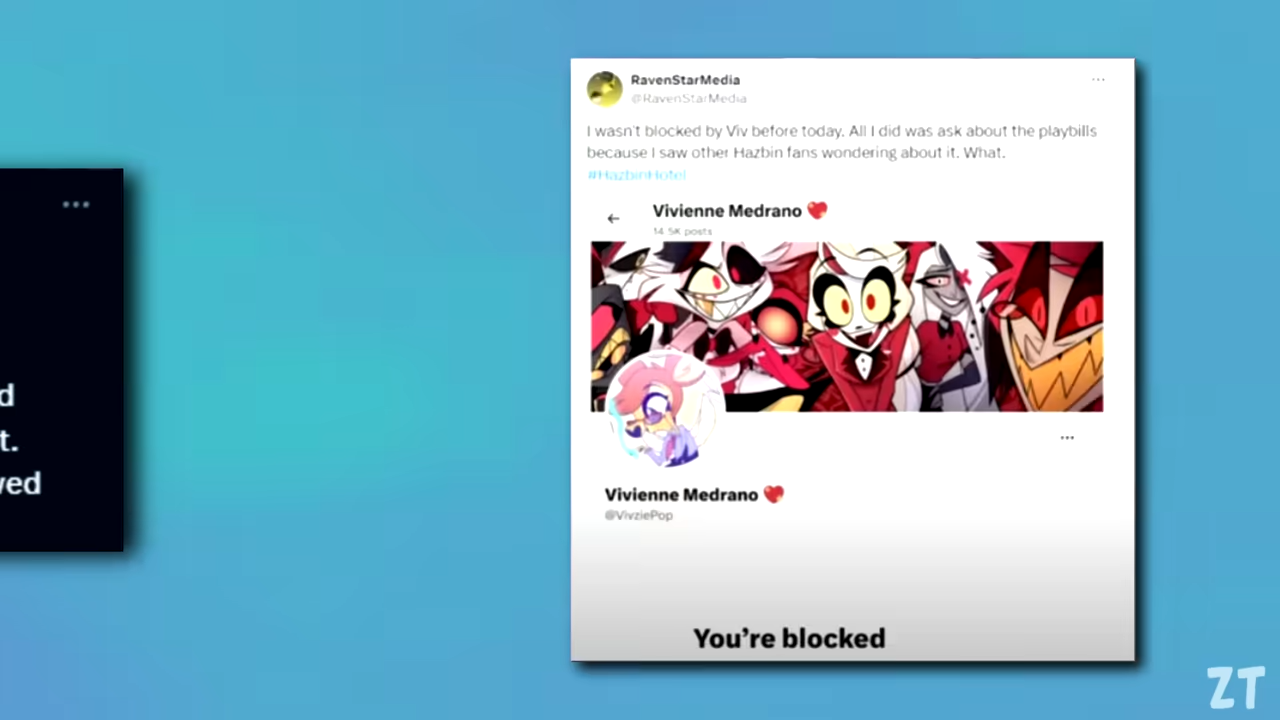 RavenStarMedia
@RavenStarMedia
I wasn't blocked by Viv before today. All I did was ask about the playbills
because I saw other Hazbin fans wondering about it. What.
#HazbinHotel
Vivienne Medrano
14.5K posts
Vivienne Medrano
@VivziePop
You're blocked
ZT